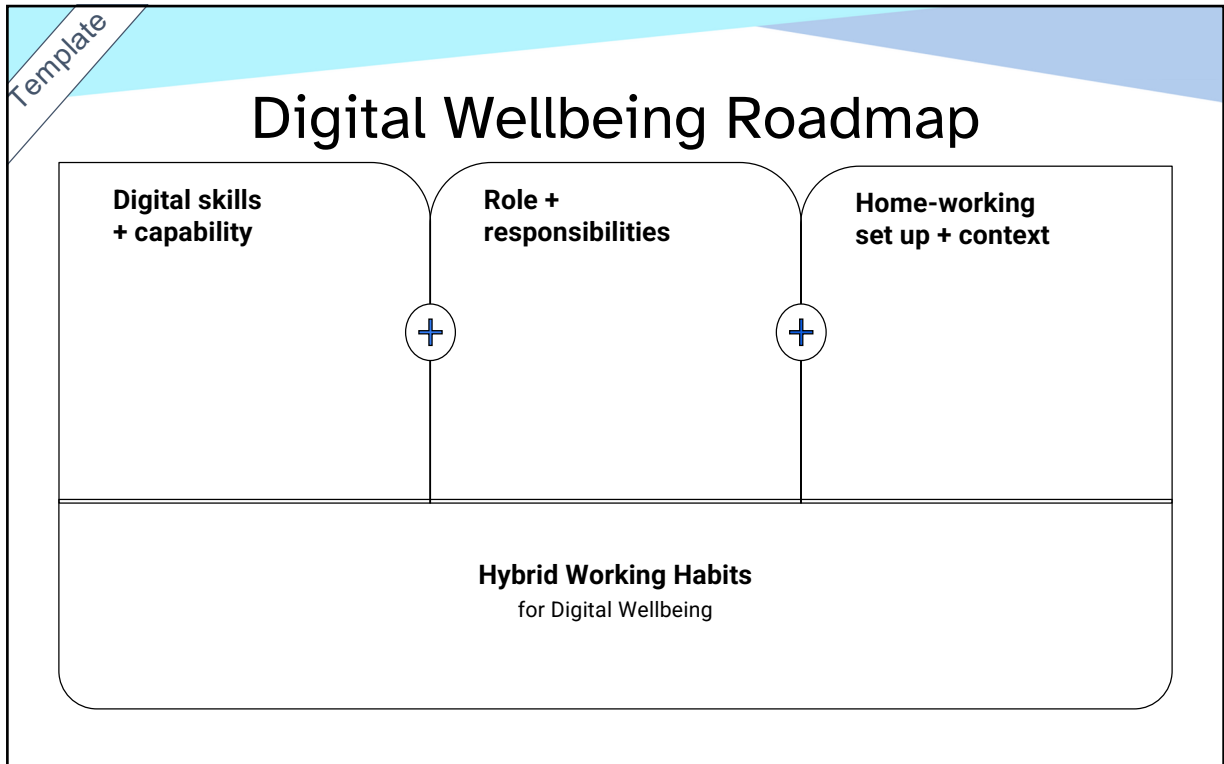 Template
Digital Wellbeing Roadmap
Digital skills
+ capability
Role +
responsibilities
Home-working
set up + context
+
+
Hybrid Working Habits
for Digital Wellbeing